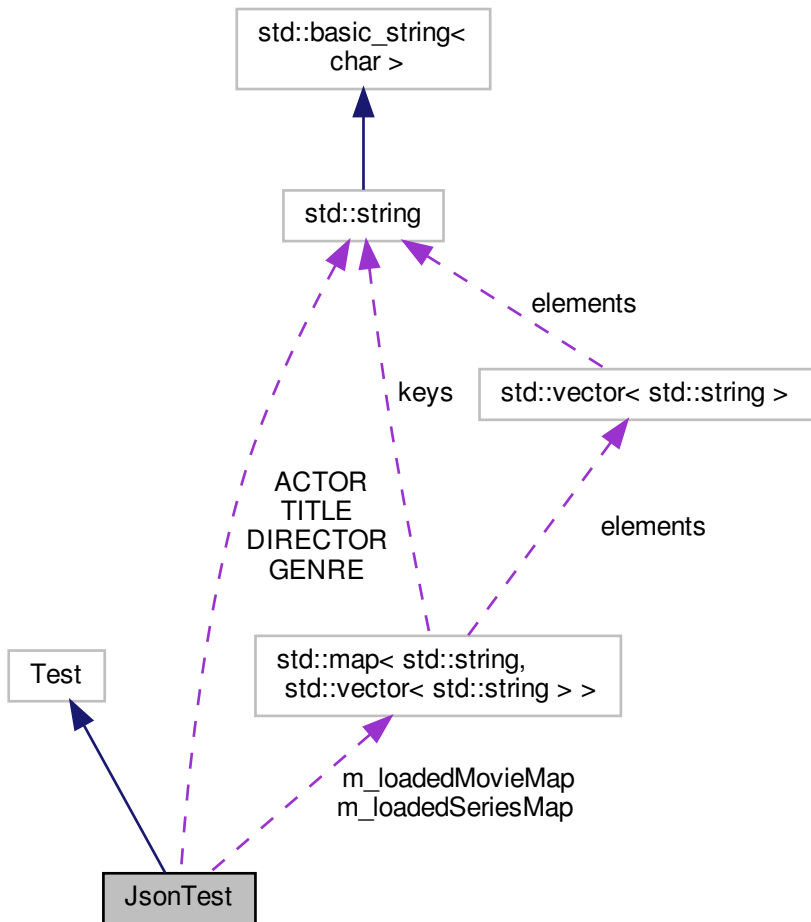 std::basic_string<
char >
std::string
elements
std::vector< std::string >
keys
ACTOR
TITLE
DIRECTOR
GENRE
elements
std::map< std::string,
std::vector< std::string > >
Test
m_loadedMovieMap
m_loadedSeriesMap
JsonTest